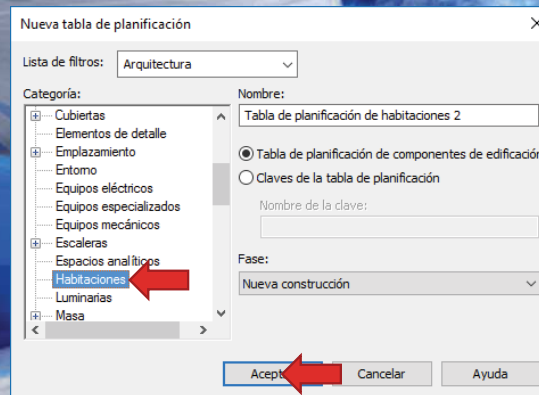 Nueva tabla de planificación
Lista de filtros:
Arquitectura
Categoría:
Cubiertas
Elementos de detalle
Emplazamiento
Entorno
Equipos eléctricos
Equipos especializados
Equipos mecánicos
Escaleras
Espacios analíticos
Habitaciones
Luminarias
Masa
Nombre:
Tabla de planificación de habitaciones 2
Tabla de planificación de componentes de edificación
Claves de la tabla de planificación
Nombre de la clave:
Fase:
Nueva construcción
Acept
Cancelar
Ayuda